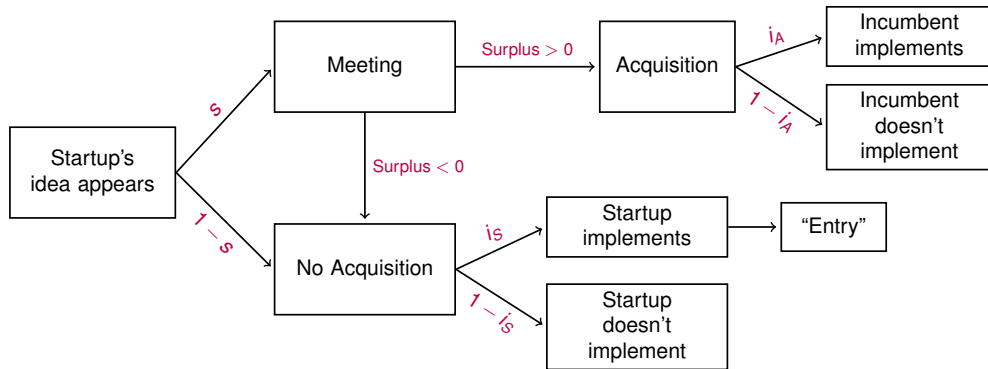 Startup's
idea appears
s
1 − s
Meeting
Surplus > 0
Surplus < 0
Acquisition
i_A
1 − i_A
Incumbent
implements
Incumbent
doesn't
implement
No Acquisition
i_S
1 − i_S
Startup
implements
“Entry”
Startup
doesn't
implement